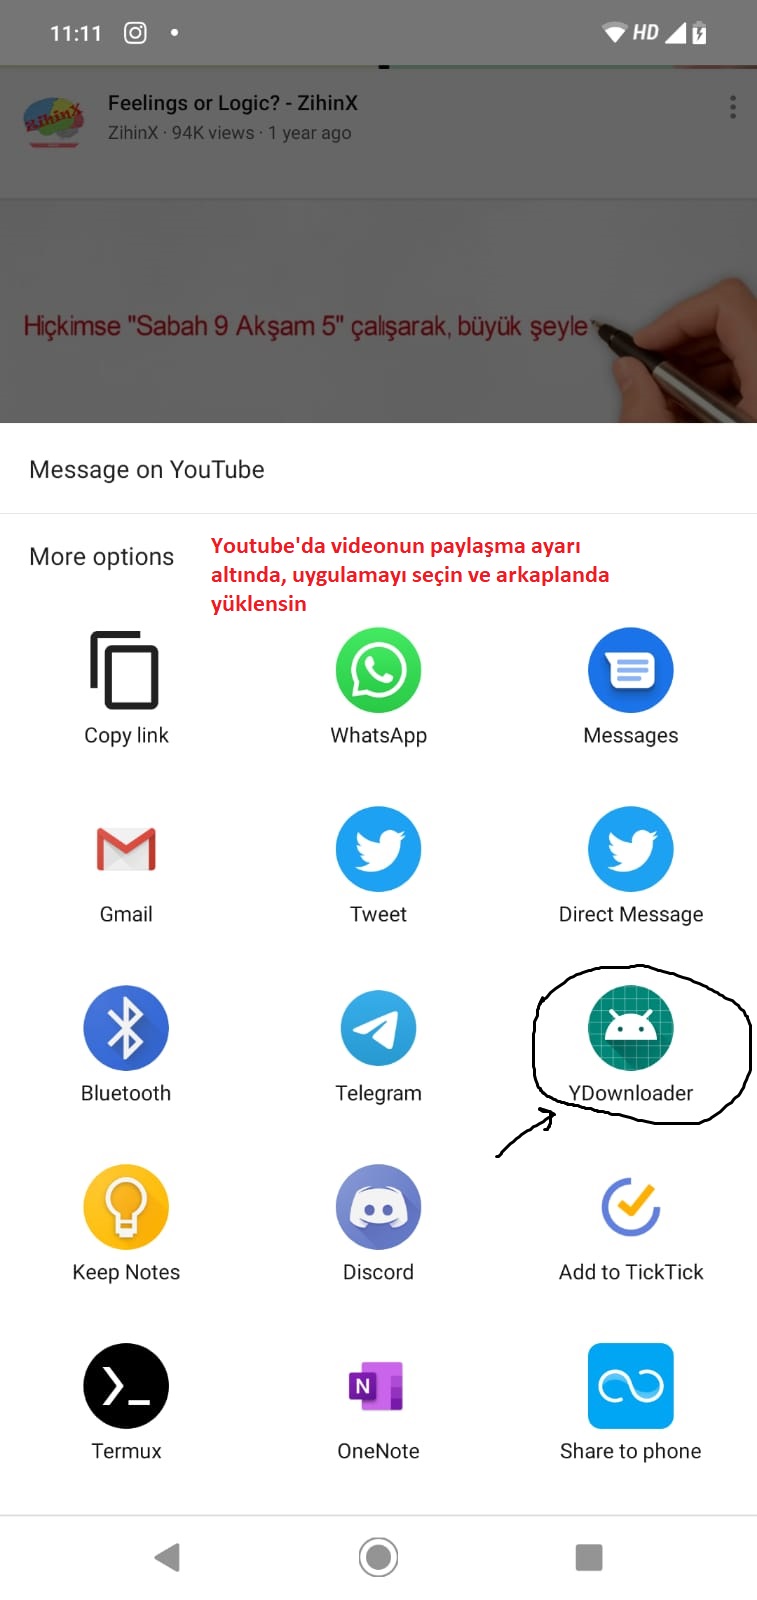 11:11
HD
ZihinX
Feelings or Logic? - ZihinX
ZihinX · 94K views · 1 year ago
Hiçkimse "Sabah 9 Akşam 5" çalışarak, büyük şeyle
Message on YouTube
More options
Youtube'da videonun paylaşma ayarı
altında, uygulamayı seçin ve arkaplanda
yüklensin
Copy link
WhatsApp
Messages
Gmail
Tweet
Direct Message
Bluetooth
Telegram
YDownloader
Keep Notes
Discord
Add to TickTick
N
Termux
OneNote
Share to phone